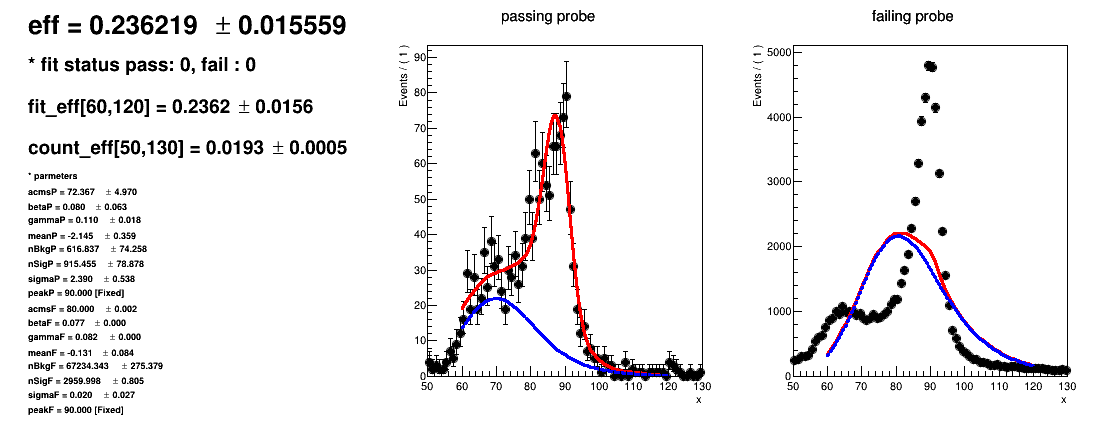 eff = 0.236219 ± 0.015559
* fit status pass: 0, fail : 0
fit_eff[60,120] = 0.2362 ± 0.0156
count_eff[50,130] = 0.0193 ± 0.0005
* parmeters
acmsP = 72.367 ± 4.970
betaP = 0.080 ± 0.063
gammaP = 0.110 ± 0.018
meanP = -2.145 ± 0.359
nBkgP = 616.837 ± 74.258
nSigP = 915.455 ± 78.878
sigmaP = 2.390 ± 0.538
peakP = 90.000 [Fixed]
acmsF = 80.000 ± 0.002
betaF = 0.077 ± 0.000
gammaF = 0.082 ± 0.000
meanF = -0.131 ± 0.084
nBkgF = 67234.343 ± 275.379
nSigF = 2959.998 ± 0.805
sigmaF = 0.020 ± 0.027
peakF = 90.000 [Fixed]
passing probe
Events / ( 1 )
90
80
70
60
50
40
30
20
10
0
50 60 70 80 90 100 110 120 130
x
failing probe
Events / ( 1 )
5000
4000
3000
2000
1000
0
50 60 70 80 90 100 110 120 130
x